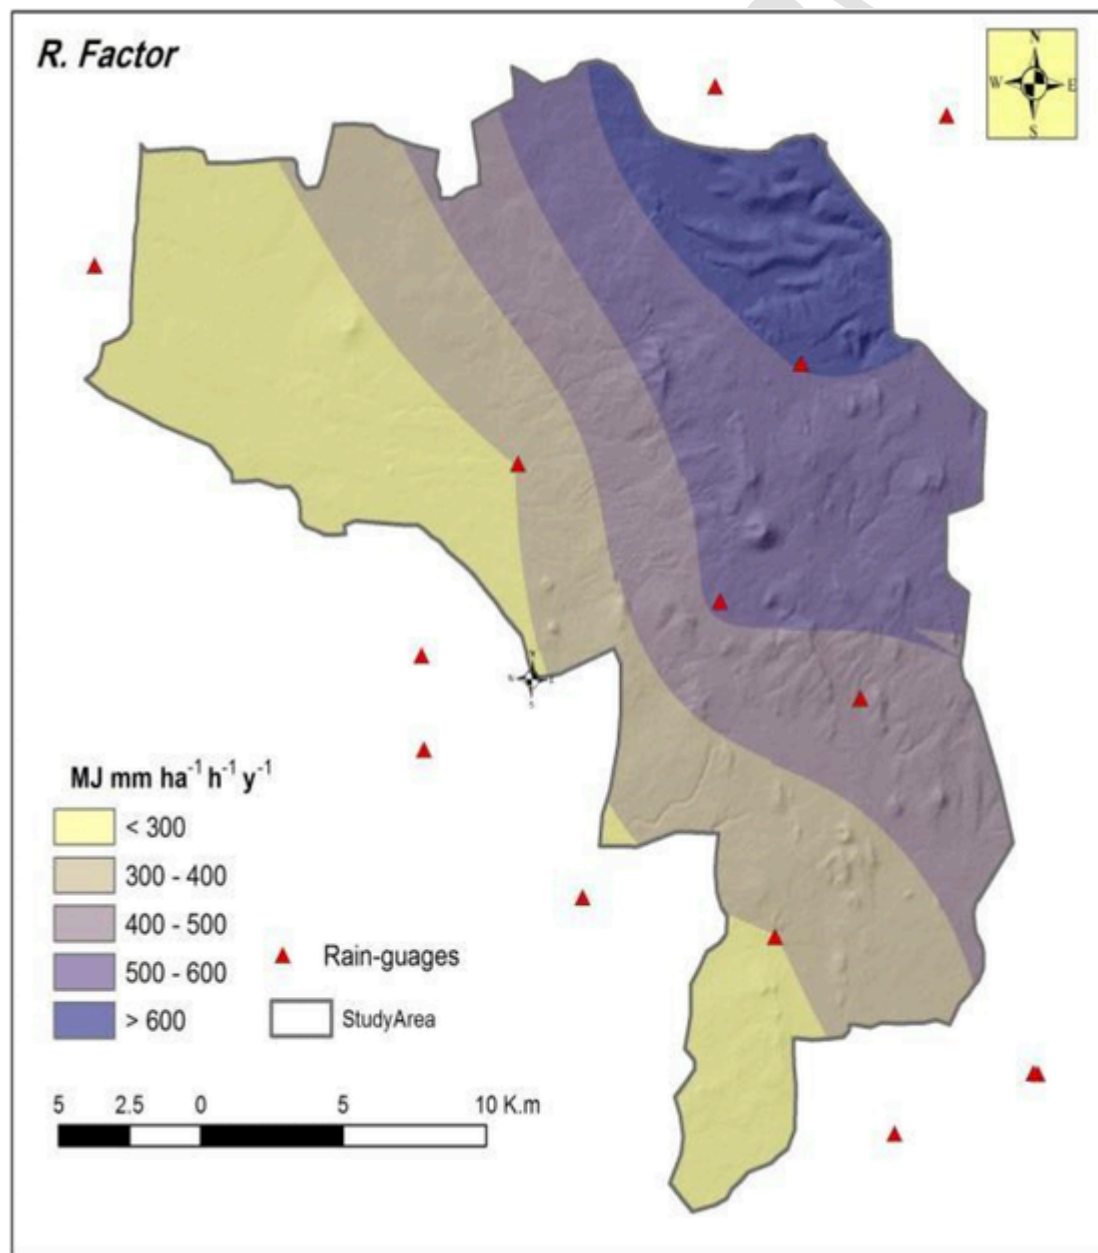 R. Factor
N
W E
S
MJ mm ha⁻¹ h⁻¹ y⁻¹
< 300
300 - 400
400 - 500
500 - 600
> 600
Rain-guages
StudyArea
5 2.5 0 5 10 K.m